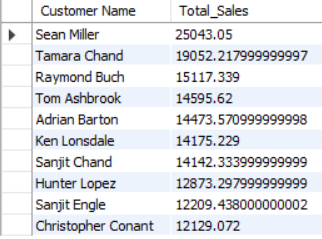 Customer Name Total_Sales
Sean Miller 25043.05
Tamara Chand 19052.217999999997
Raymond Buch 15117.339
Tom Ashbrook 14595.62
Adrian Barton 14473.570999999998
Ken Lonsdale 14175.229
Sanjit Chand 14142.333999999999
Hunter Lopez 12873.297999999999
Sanjit Engle 12209.438000000002
Christopher Conant 12129.072